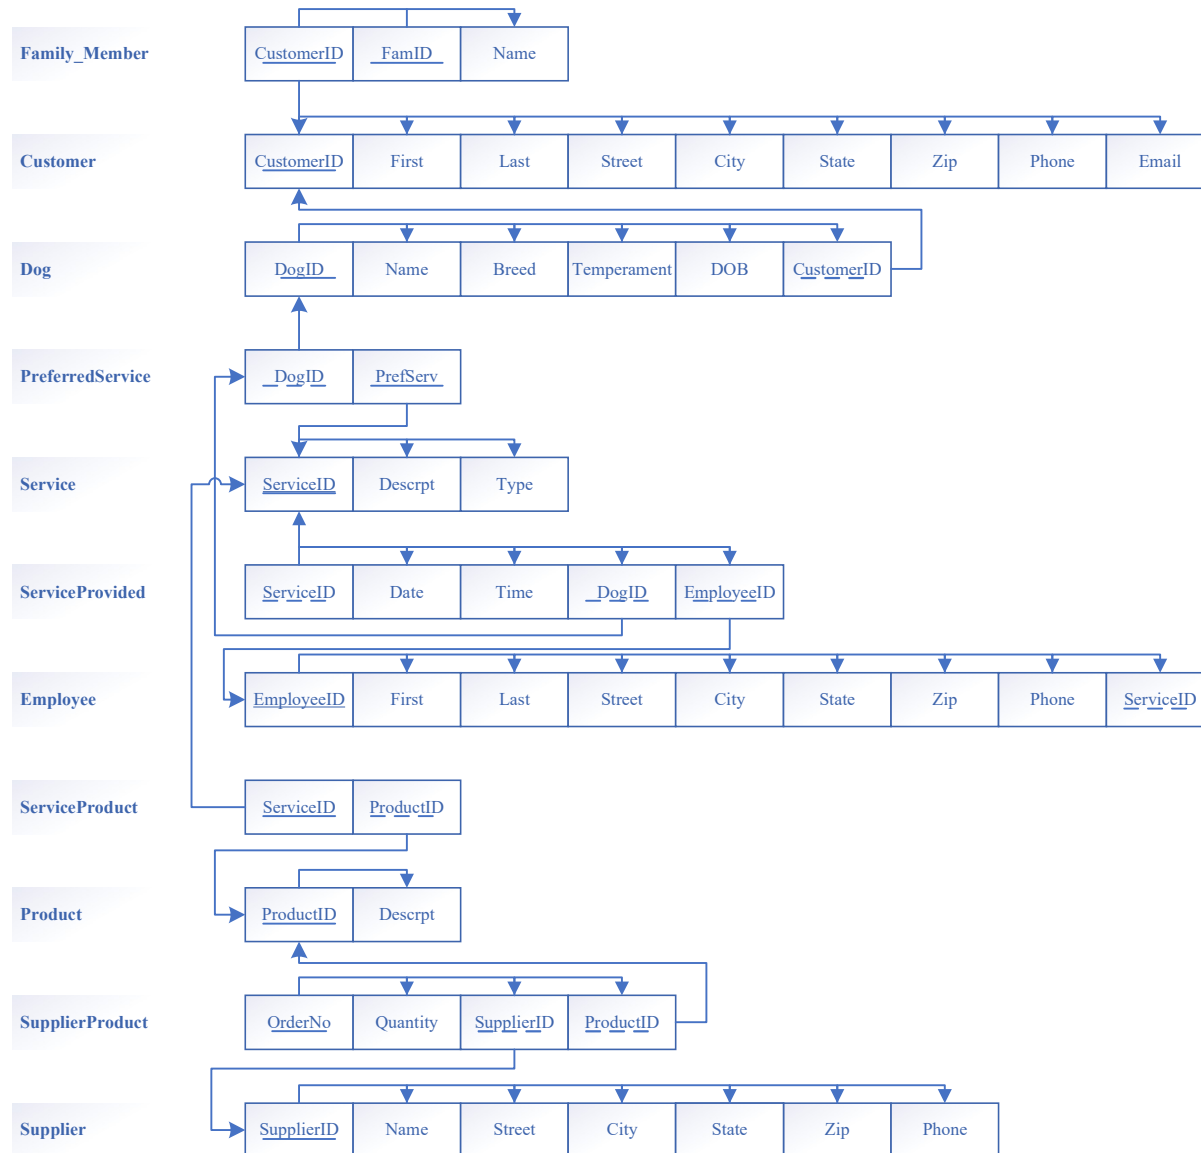 Family_Member CustomerID FamID Name
Customer CustomerID First Last Street City State Zip Phone Email
Dog DogID Name Breed Temperament DOB CustomerID
PreferredService DogID PrefServ
Service ServiceID Descrpt Type
ServiceProvided ServiceID Date Time DogID EmployeeID
Employee EmployeeID First Last Street City State Zip Phone ServiceID
ServiceProduct ServiceID ProductID
Product ProductID Descrpt
SupplierProduct OrderNo Quantity SupplierID ProductID
Supplier SupplierID Name Street City State Zip Phone